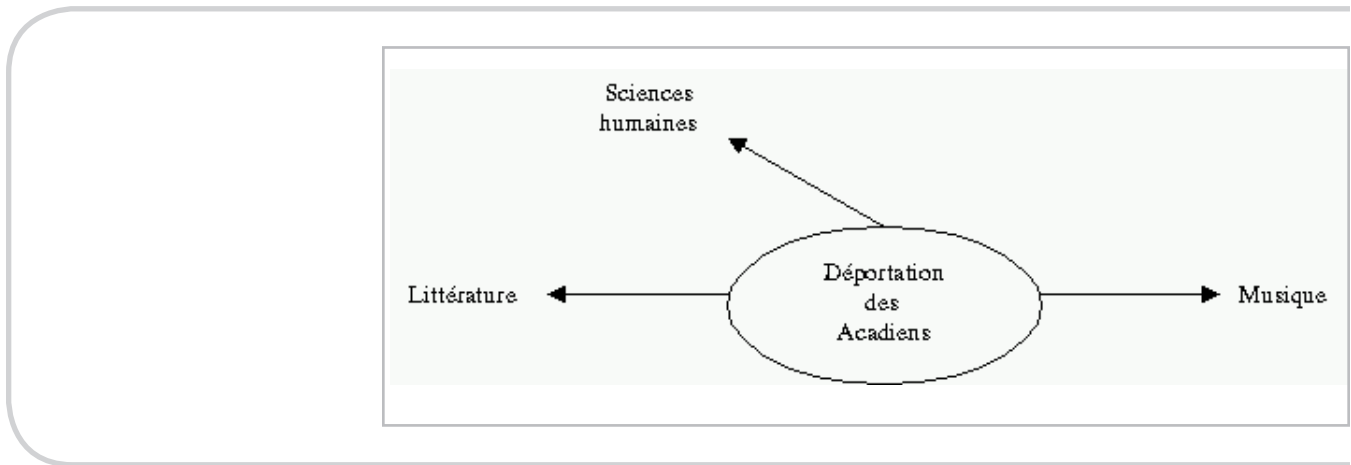 Sciences
humaines
Littérature
Déportation
des
Acadiens
Musique